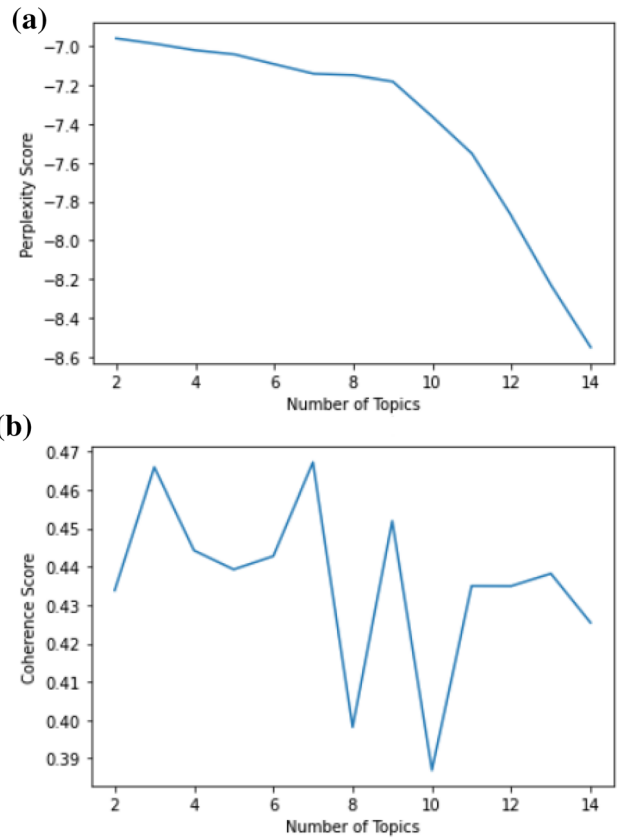 (a)
Perplexity Score
−7.0
−7.2
−7.4
−7.6
−7.8
−8.0
−8.2
−8.4
−8.6
2 4 6 8 10 12 14
Number of Topics
(b)
Coherence Score
0.47
0.46
0.45
0.44
0.43
0.42
0.41
0.40
0.39
2 4 6 8 10 12 14
Number of Topics